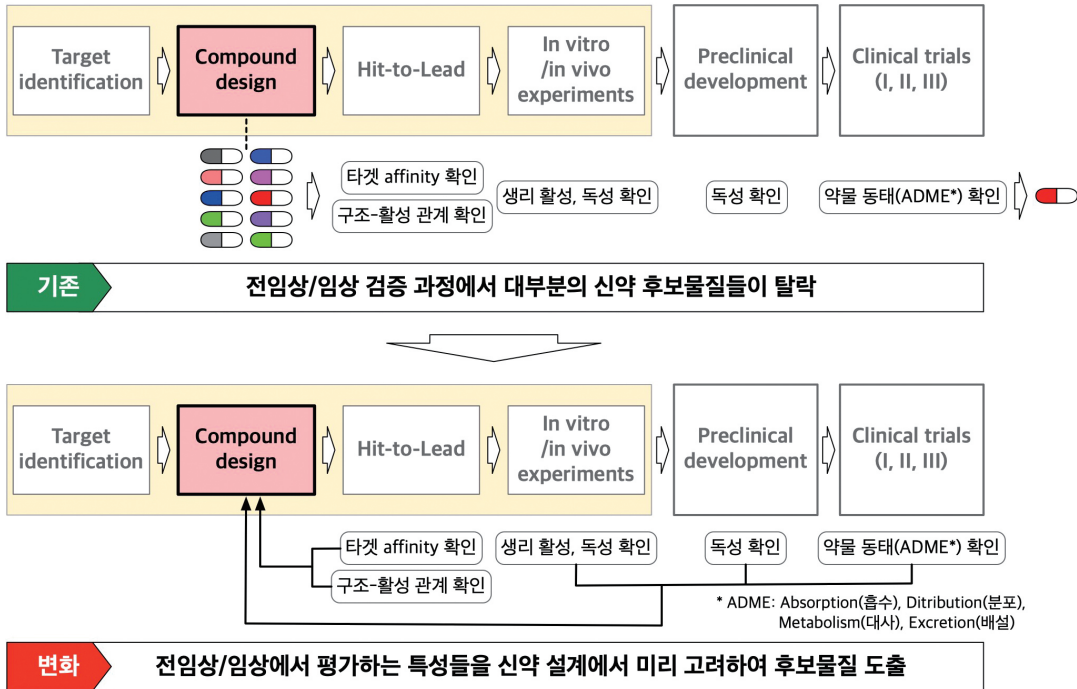 Target
identification
Compound
design
Hit-to-Lead
In vitro
/in vivo
experiments
Preclinical
development
Clinical trials
(I, II, III)
타겟 affinity 확인
구조-활성 관계 확인
생리 활성, 독성 확인
독성 확인
약물 동태(ADME*) 확인
기존
전임상/임상 검증 과정에서 대부분의 신약 후보물질들이 탈락
Target
identification
Compound
design
Hit-to-Lead
In vitro
/in vivo
experiments
Preclinical
development
Clinical trials
(I, II, III)
타겟 affinity 확인
구조-활성 관계 확인
생리 활성, 독성 확인
독성 확인
약물 동태(ADME*) 확인
* ADME: Absorption(흡수), Ditribution(분포),
Metabolism(대사), Excretion(배설)
변화
전임상/임상에서 평가하는 특성들을 신약 설계에서 미리 고려하여 후보물질 도출